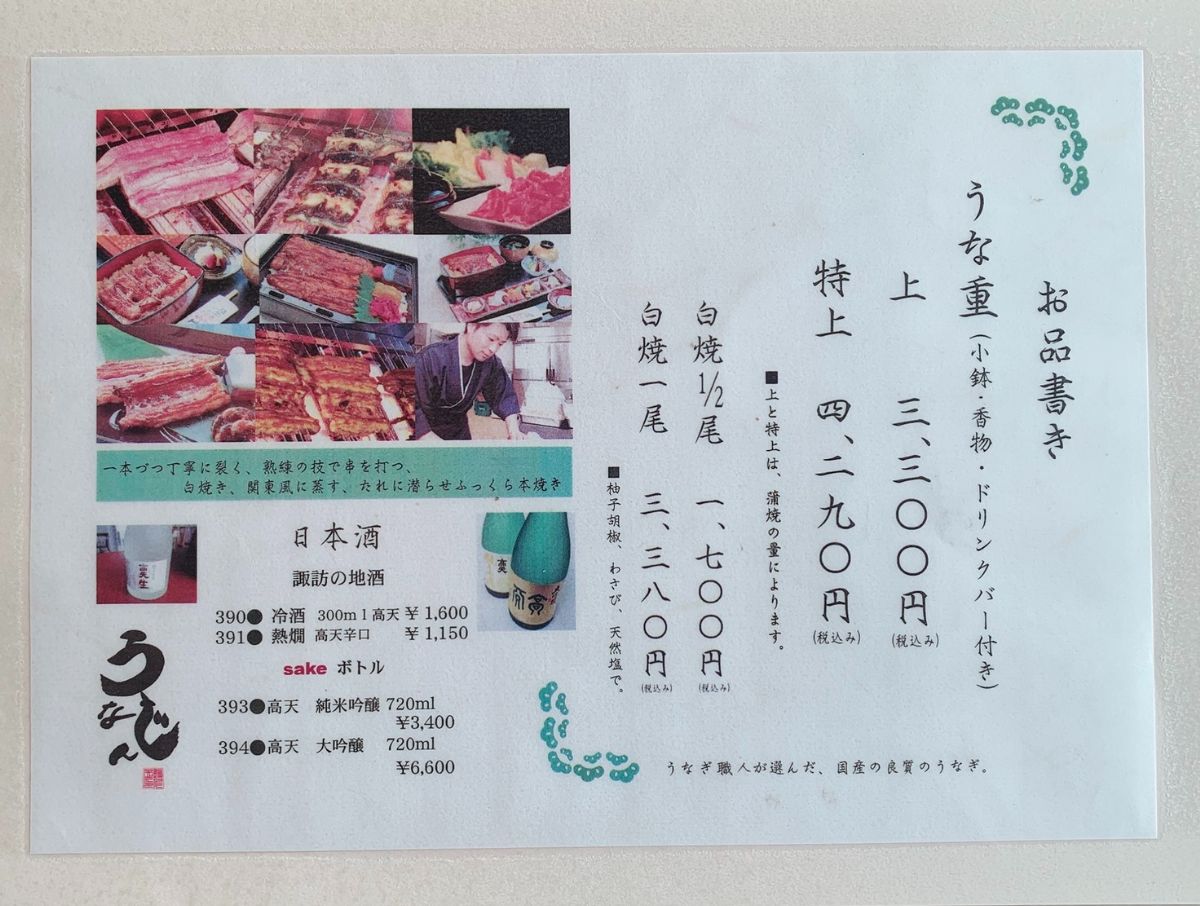 お品書き
うな重(小鉢・香物・ドリンクバー付き)
上 三、三〇〇円(税込み)
特上 四、二九〇円(税込み)
■上と特上は、蒲焼の量によります。
白焼1/2尾 一、七〇〇円(税込み)
白焼一尾 三、三八〇円(税込み)
■柚子胡椒、わさび、天然塩で。
うなぎ職人が選んだ、国産の良質のうなぎ。
一本づつ丁寧に裂く、熟練の技で串を打つ、
白焼き、関東風に蒸す、たれに潜らせふっくら本焼き
日本酒
諏訪の地酒
390● 冷酒 300ml高天 ¥1,600
391● 熱燗 高天辛口 ¥1,150
sake ボトル
393●高天 純米吟醸 720ml
¥3,400
394●高天 大吟醸 720ml
¥6,600